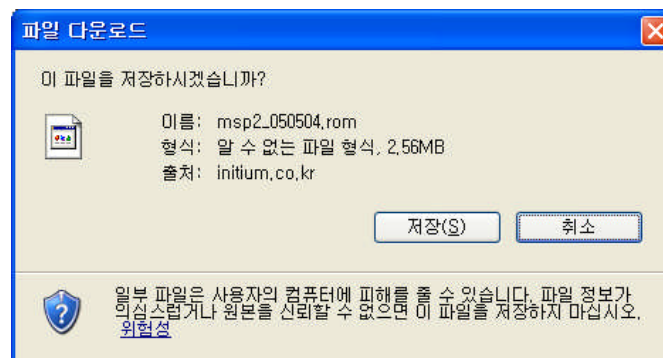 파일 다운로드
이 파일을 저장하시겠습니까?
이름: msp2_050504.rom
형식: 알 수 없는 파일 형식, 2.56MB
출처: initium.co.kr
저장(S)
취소
일부 파일은 사용자의 컴퓨터에 피해를 줄 수 있습니다. 파일 정보가
의심스럽거나 원본을 신뢰할 수 없으면 이 파일을 저장하지 마십시오.
위험성